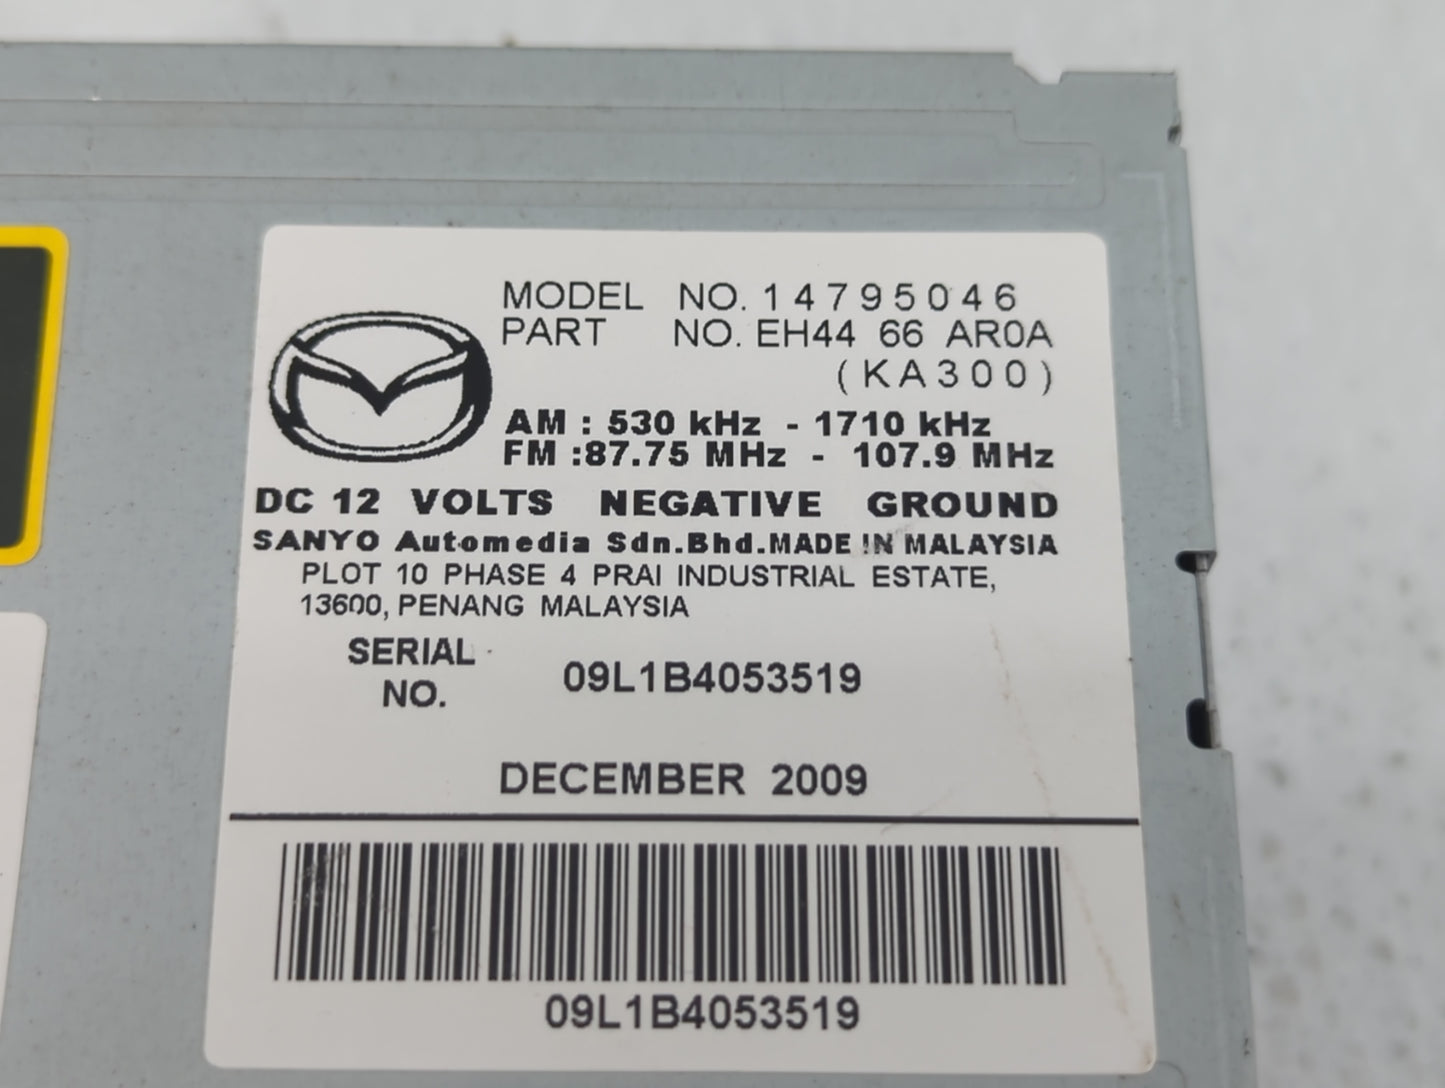 MODEL NO. 14795046
PART NO. EH44 66 AR0A
(KA300)
AM : 530 kHz - 1710 kHz
FM :87.75 MHz - 107.9 MHz
DC 12 VOLTS NEGATIVE GROUND
SANYO Automedia Sdn.Bhd.MADE IN MALAYSIA
PLOT 10 PHASE 4 PRAI INDUSTRIAL ESTATE,
13600, PENANG MALAYSIA
SERIAL NO. 09L1B4053519
DECEMBER 2009
09L1B4053519